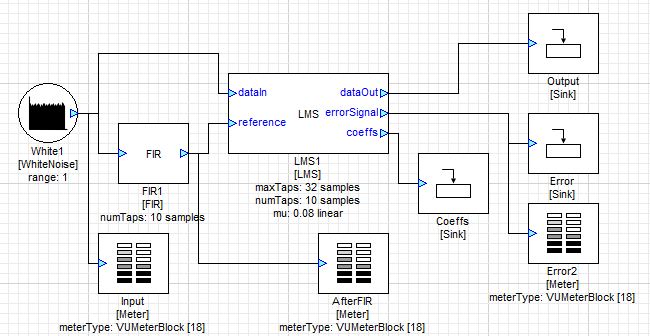 Output
[Sink]
dataIn
dataOut
LMS
errorSignal
reference
coeffs
White1
[WhiteNoise]
range: 1
FIR
FIR1
[FIR]
numTaps: 10 samples
LMS1
[LMS]
maxTaps: 32 samples
numTaps: 10 samples
mu: 0.08 linear
Error
[Sink]
Coeffs
[Sink]
Input
[Meter]
meterType: VUMeterBlock [18]
AfterFIR
[Meter]
meterType: VUMeterBlock [18]
Error2
[Meter]
meterType: VUMeterBlock [18]